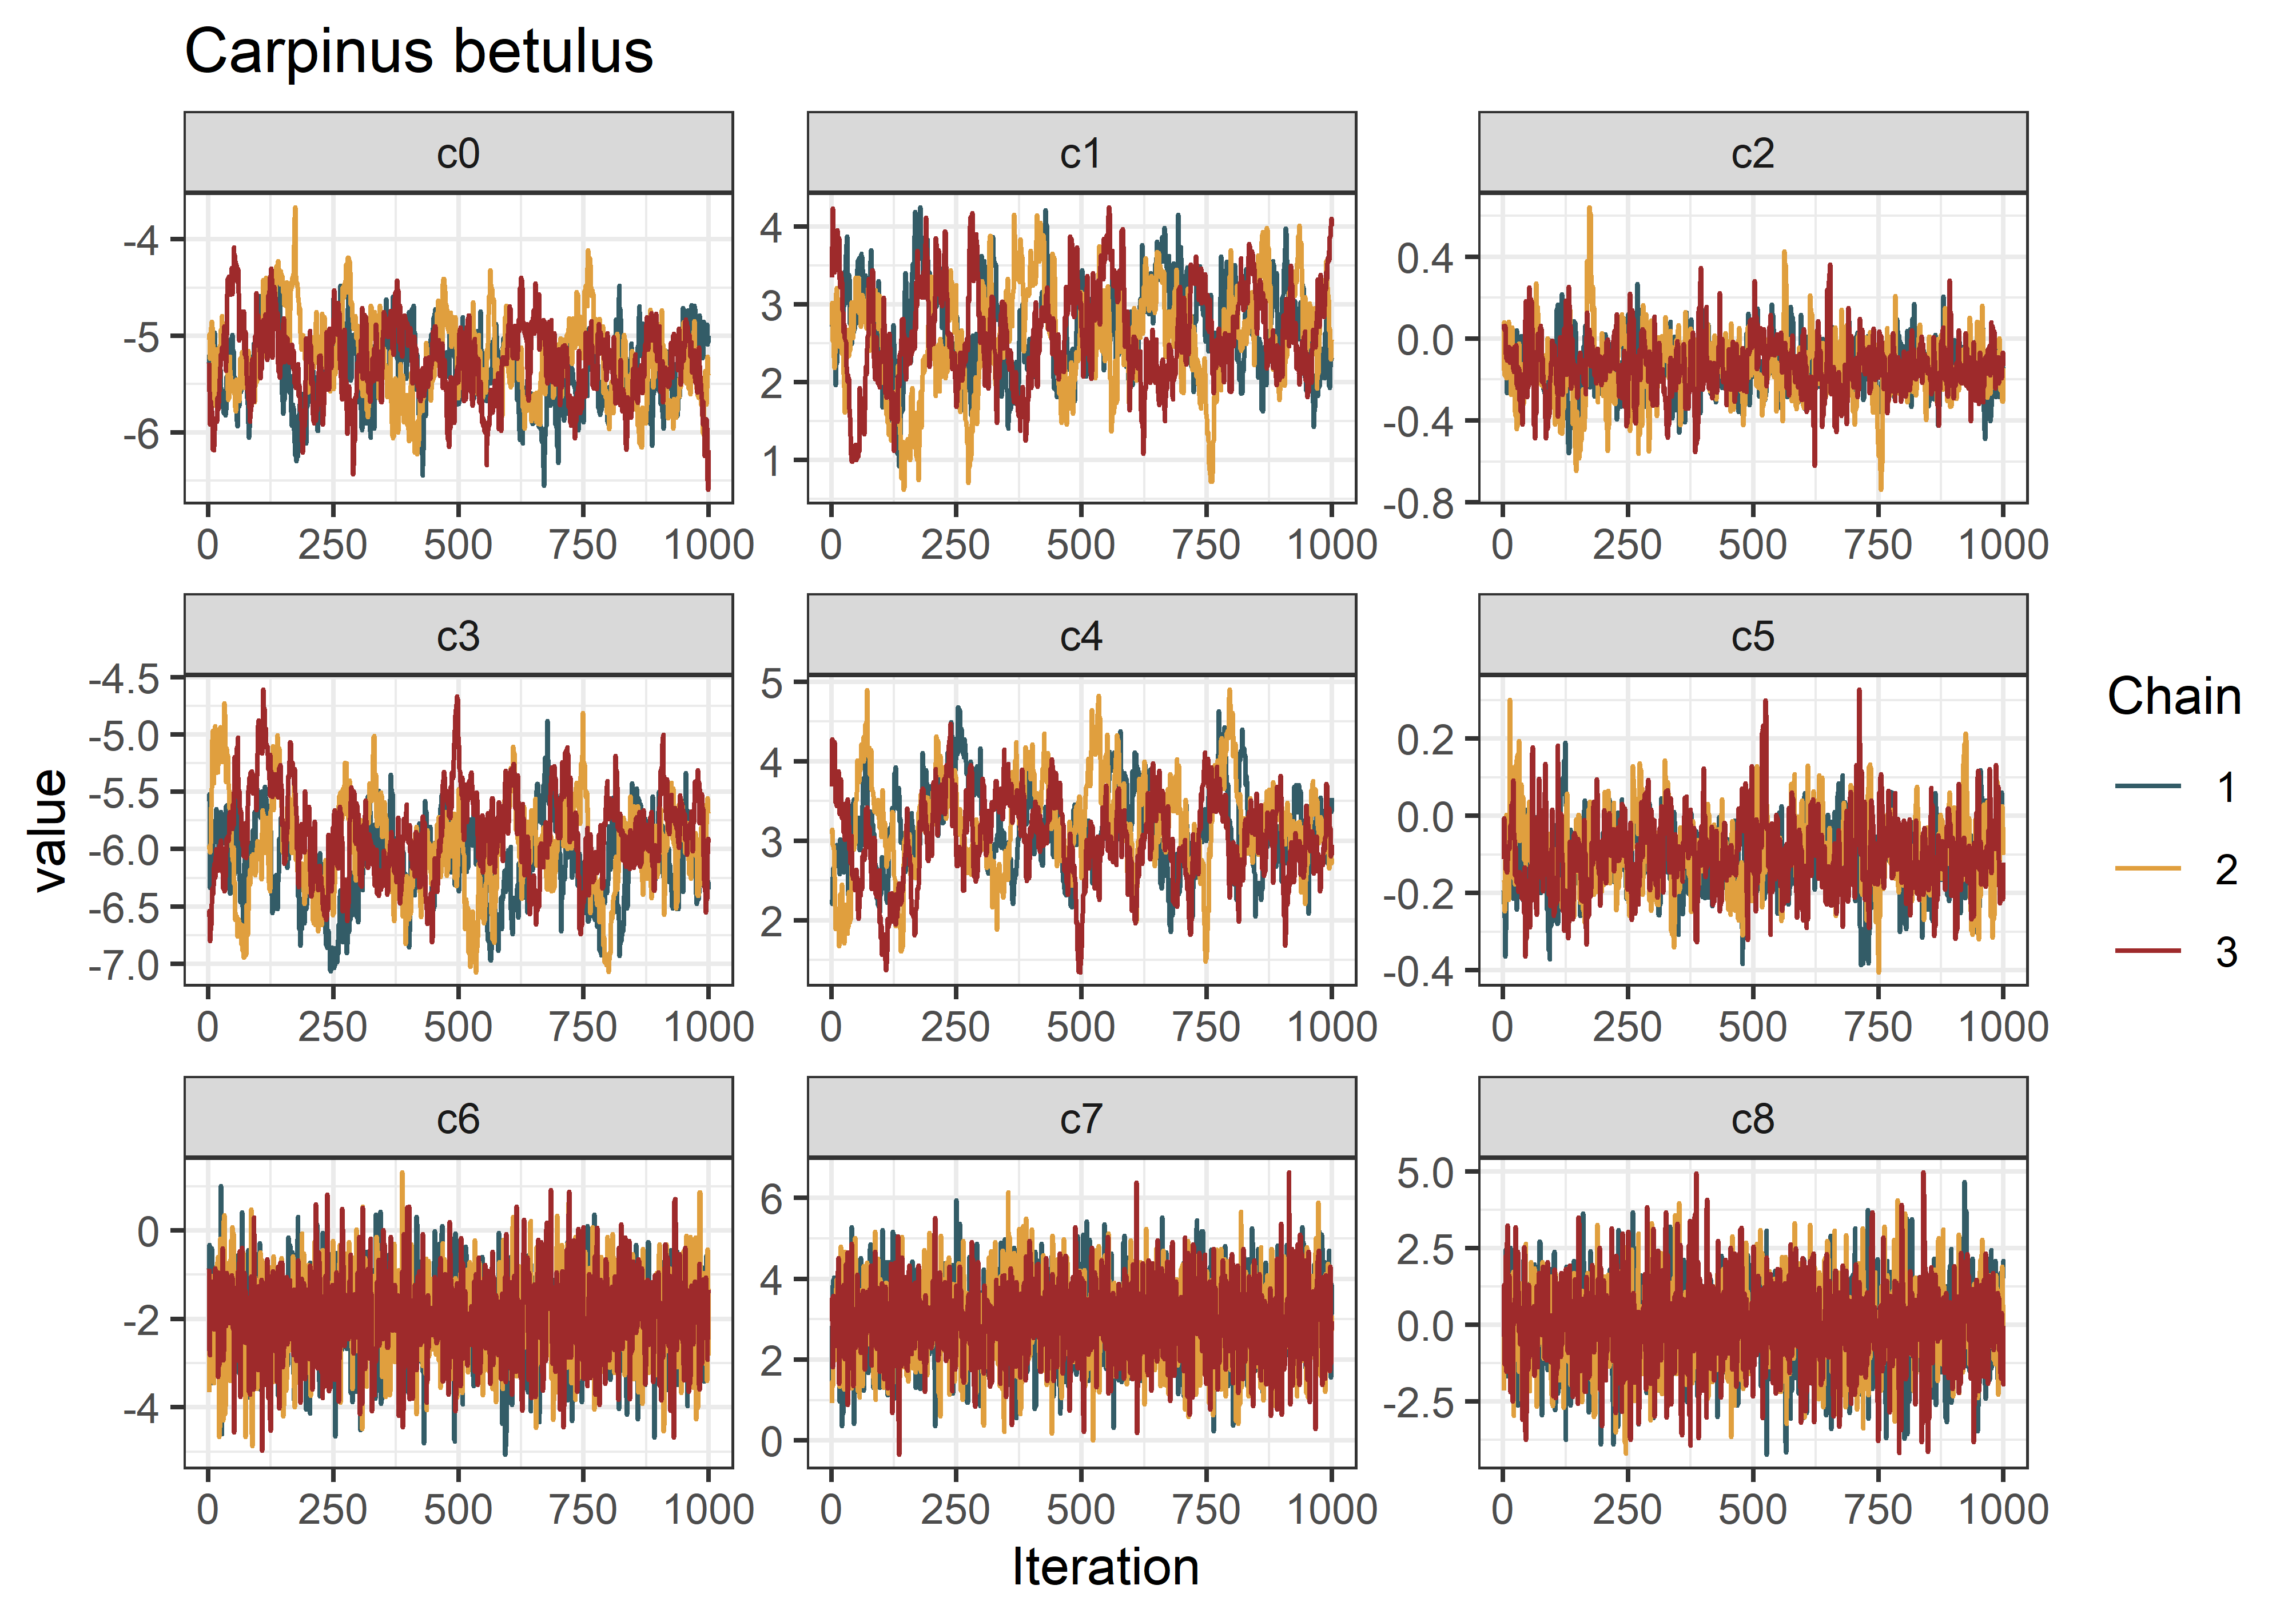 Carpinus betulus
c0 c1 c2
-4 -5 -6
4 3 2 1
0.4 0.0 -0.4 -0.8
0 250 500 750 1000 0 250 500 750 1000 0 250 500 750 1000
c3 c4 c5
-4.5 -5.0 -5.5 -6.0 -6.5 -7.0
5 4 3 2
0.2 0.0 -0.2 -0.4
0 250 500 750 1000 0 250 500 750 1000 0 250 500 750 1000
c6 c7 c8
0 -2 -4
6 4 2 0
5.0 2.5 0.0 -2.5
0 250 500 750 1000 0 250 500 750 1000 0 250 500 750 1000
value
Iteration
Chain
1
2
3